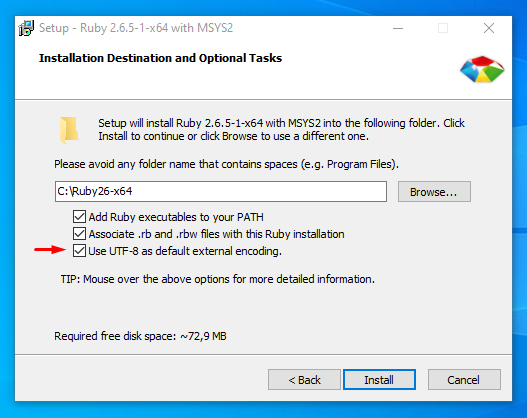 Setup - Ruby 2.6.5-1-x64 with MSYS2
Installation Destination and Optional Tasks
Setup will install Ruby 2.6.5-1-x64 with MSYS2 into the following folder. Click
Install to continue or click Browse to use a different one.
Please avoid any folder name that contains spaces (e.g. Program Files).
C:\Ruby26-x64
Browse...
Add Ruby executables to your PATH
Associate .rb and .rbw files with this Ruby installation
Use UTF-8 as default external encoding.
TIP: Mouse over the above options for more detailed information.
Required free disk space: ~72,9 MB
< Back
Install
Cancel